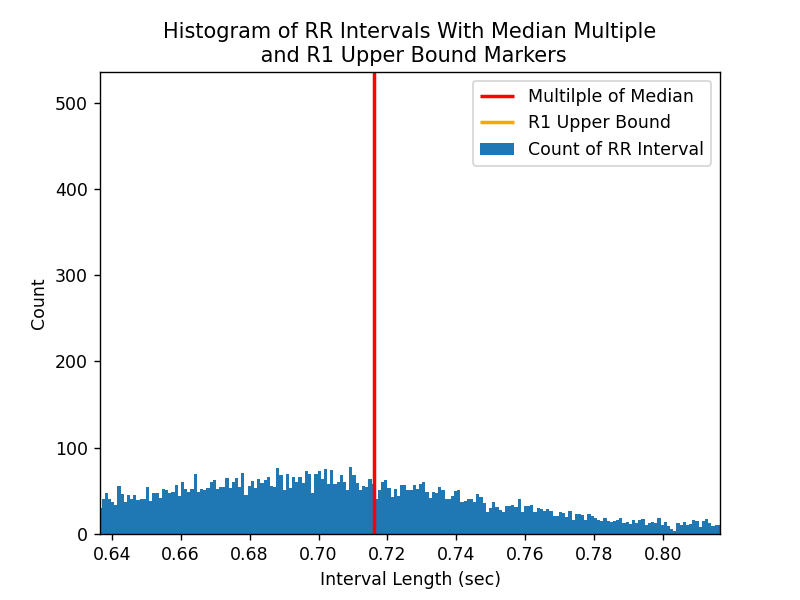 Histogram of RR Intervals With Median Multiple
and R1 Upper Bound Markers
Multilple of Median
R1 Upper Bound
Count of RR Interval
500
400
300
200
100
0
Count
0.64 0.66 0.68 0.70 0.72 0.74 0.76 0.78 0.80
Interval Length (sec)